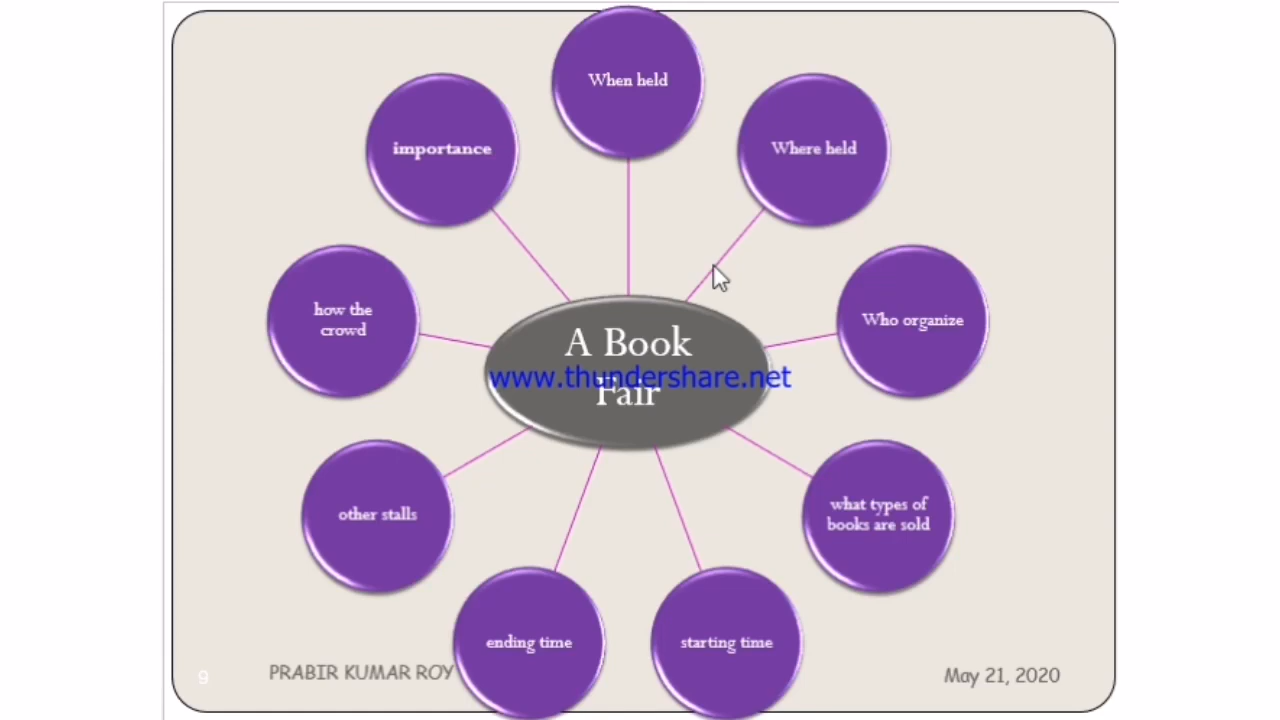 When held
importance
Where held
how the
crowd
Who organize
A Book
www.thundershare.net
Fair
other stalls
what types of
books are sold
ending time
starting time
9
PRABIR KUMAR ROY
May 21, 2020